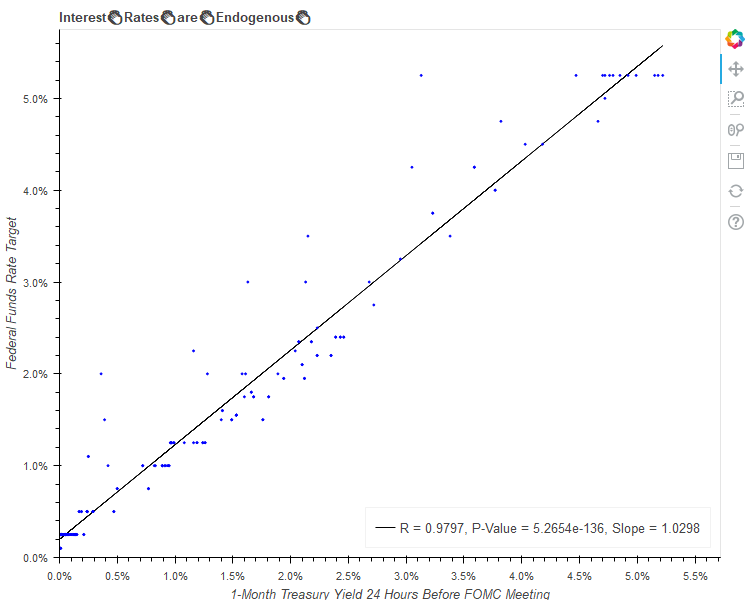 Interest👏Rates👏are👏Endogenous👏
5.0%
4.0%
3.0%
2.0%
1.0%
0.0%
Federal Funds Rate Target
R = 0.9797, P-Value = 5.2654e-136, Slope = 1.0298
0.0% 0.5% 1.0% 1.5% 2.0% 2.5% 3.0% 3.5% 4.0% 4.5% 5.0% 5.5%
1-Month Treasury Yield 24 Hours Before FOMC Meeting